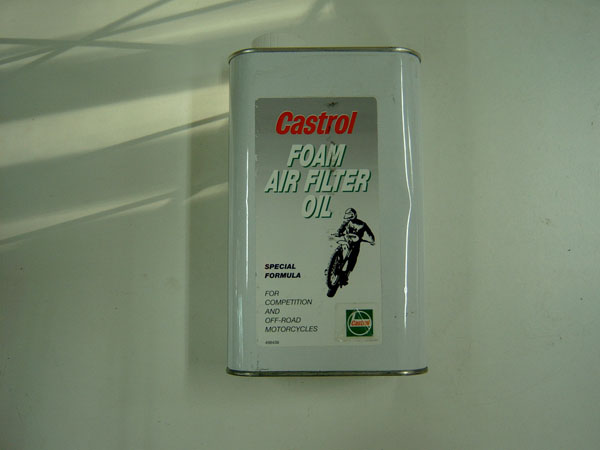 Castrol
FOAM
AIR FILTER
OIL
SPECIAL
FORMULA
FOR
COMPETITION
AND
OFF-ROAD
MOTORCYCLES
Castrol